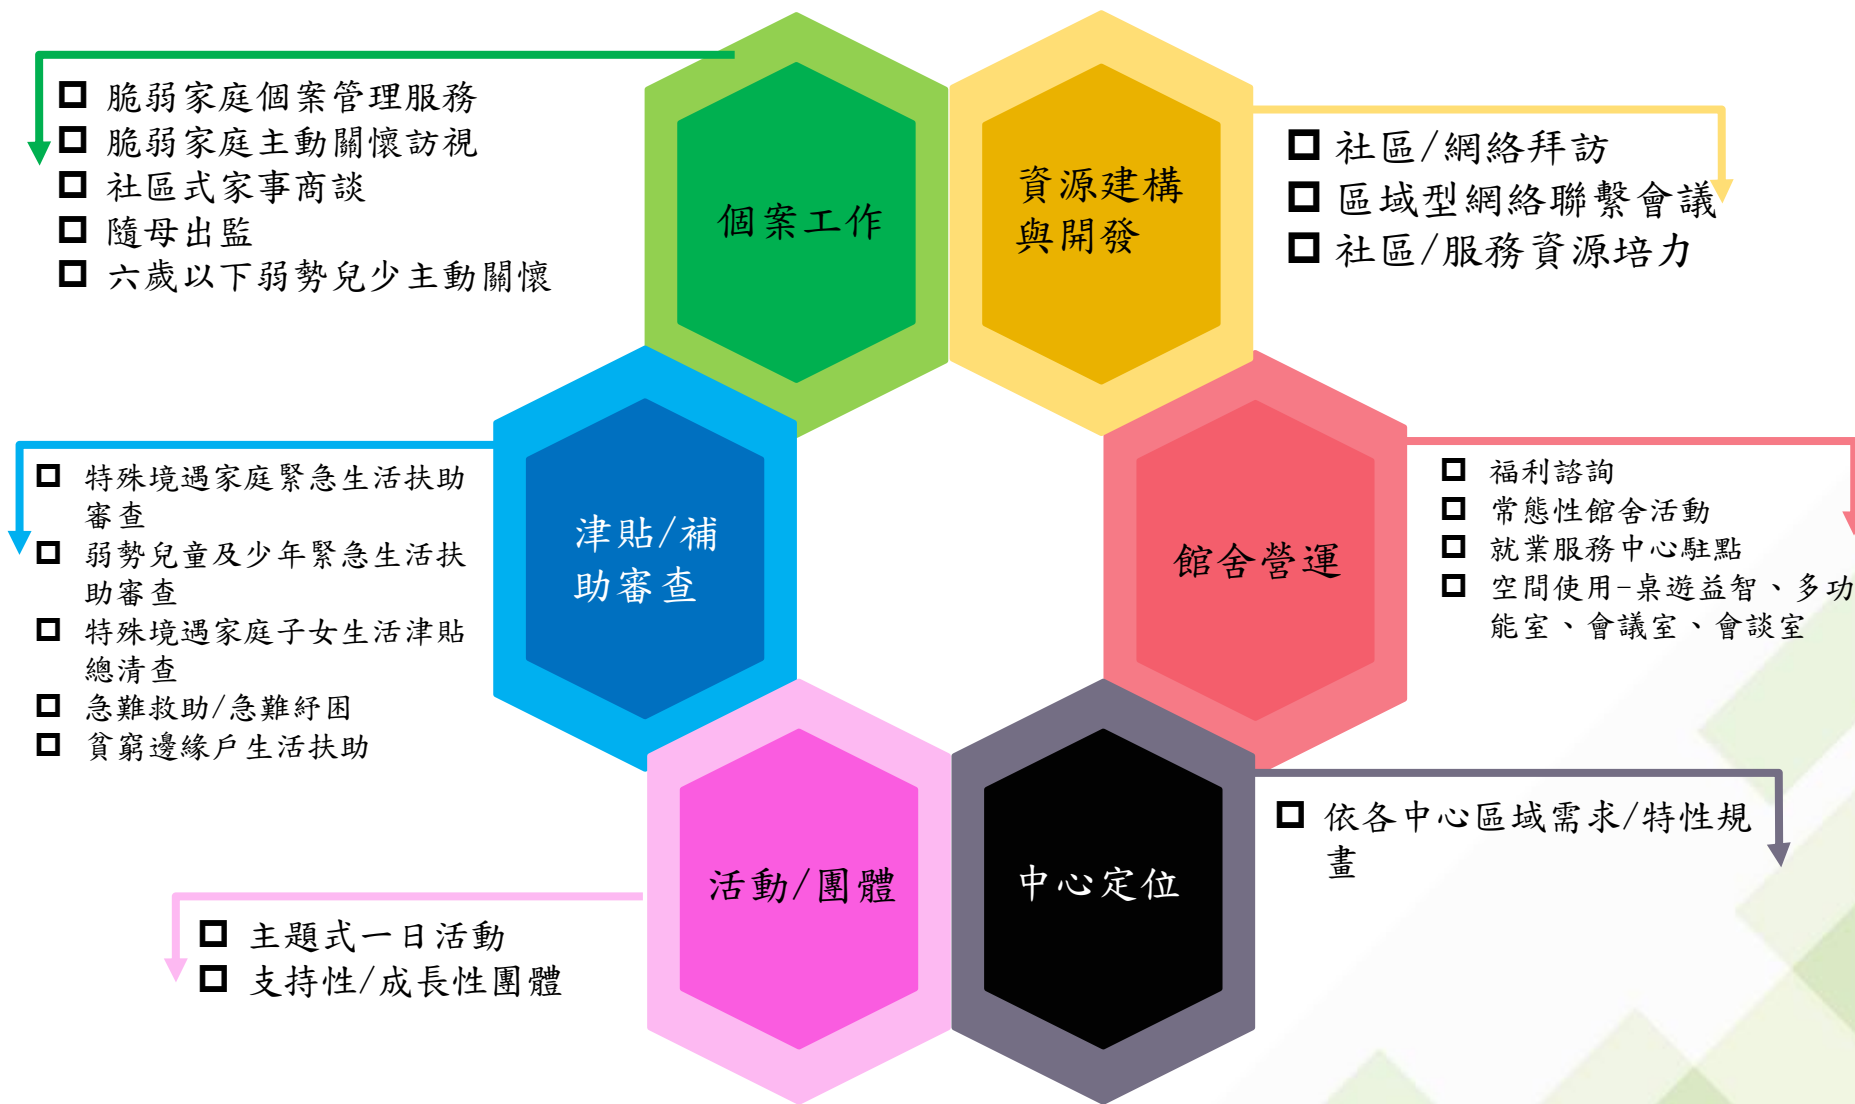 脆弱家庭個案管理服務
脆弱家庭主動關懷訪視
社區式家事商談
隨母出監
六歲以下弱勢兒少主動關懷
個案工作
資源建構
與開發
社區/網絡拜訪
區域型網絡聯繫會議
社區/服務資源培力
特殊境遇家庭緊急生活扶助
審查
弱勢兒童及少年緊急生活扶
助審查
特殊境遇家庭子女生活津貼
總清查
急難救助/急難紓困
貧窮邊緣戶生活扶助
津貼/補
助審查
館舍營運
福利諮詢
常態性館舍活動
就業服務中心駐點
空間使用-桌遊益智、多功
能室、會議室、會談室
主題式一日活動
支持性/成長性團體
活動/團體
中心定位
依各中心區域需求/特性規
畫